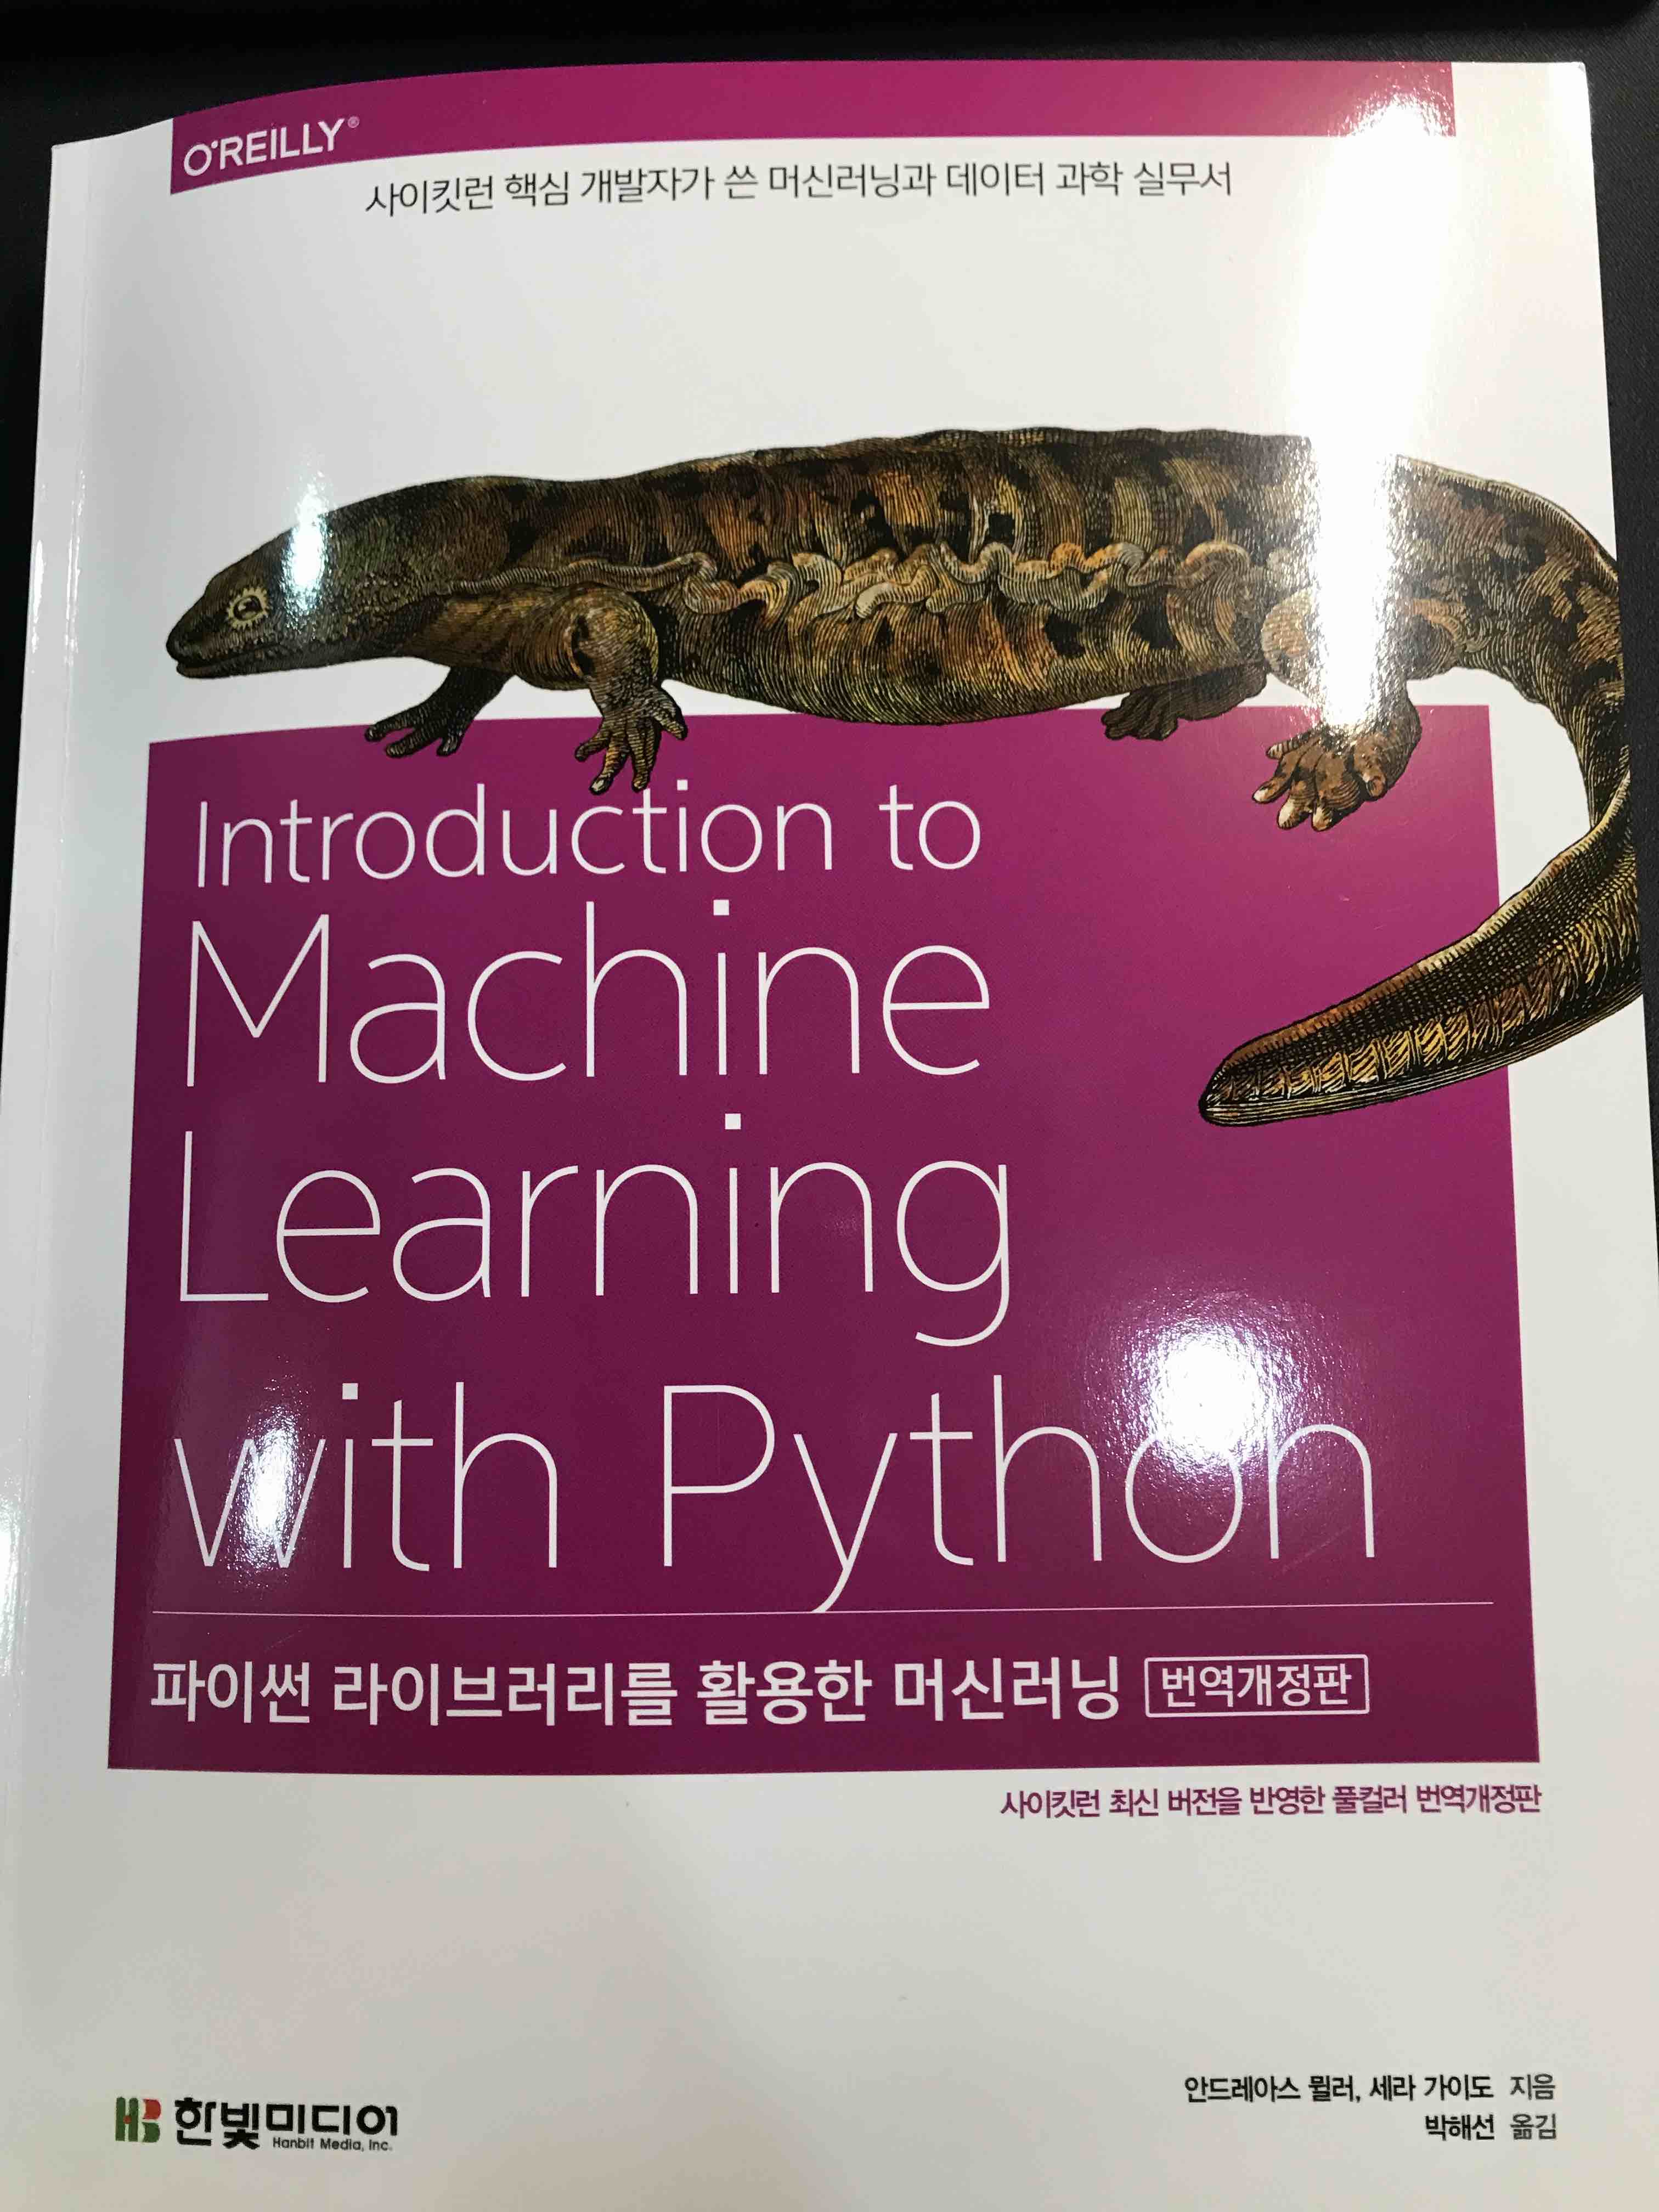 O'REILLY®
사이킷런 핵심 개발자가 쓴 머신러닝과 데이터 과학 실무서
Introduction to
Machine
Learning
with Python
파이썬 라이브러리를 활용한 머신러닝 번역개정판
사이킷런 최신 버전을 반영한 풀컬러 번역개정판
안드레아스 뮐러, 세라 가이도 지음
박해선 옮김
HB 한빛미디어
Hanbit Media, Inc.